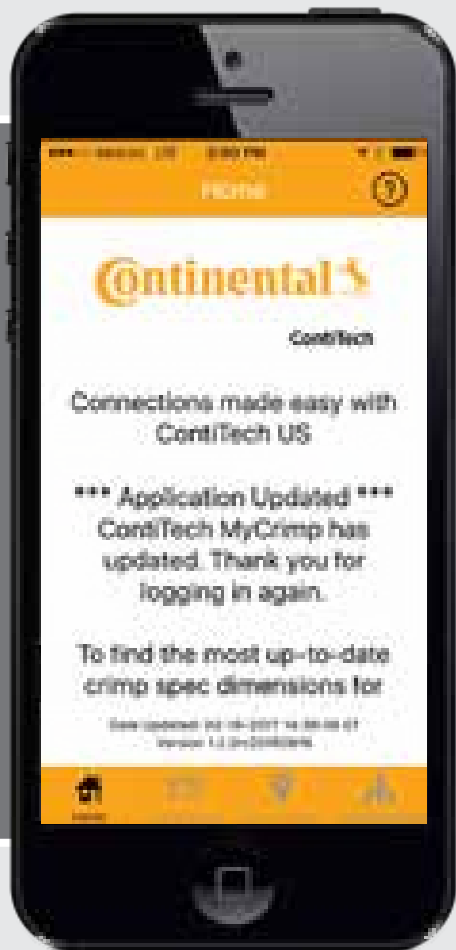 Home
Continental
ContiTech
Connections made easy with
ContiTech US
*** Application Updated ***
ContiTech MyCrimp has
updated. Thank you for
logging in again.
To find the most up-to-date
crimp spec dimensions for
Home